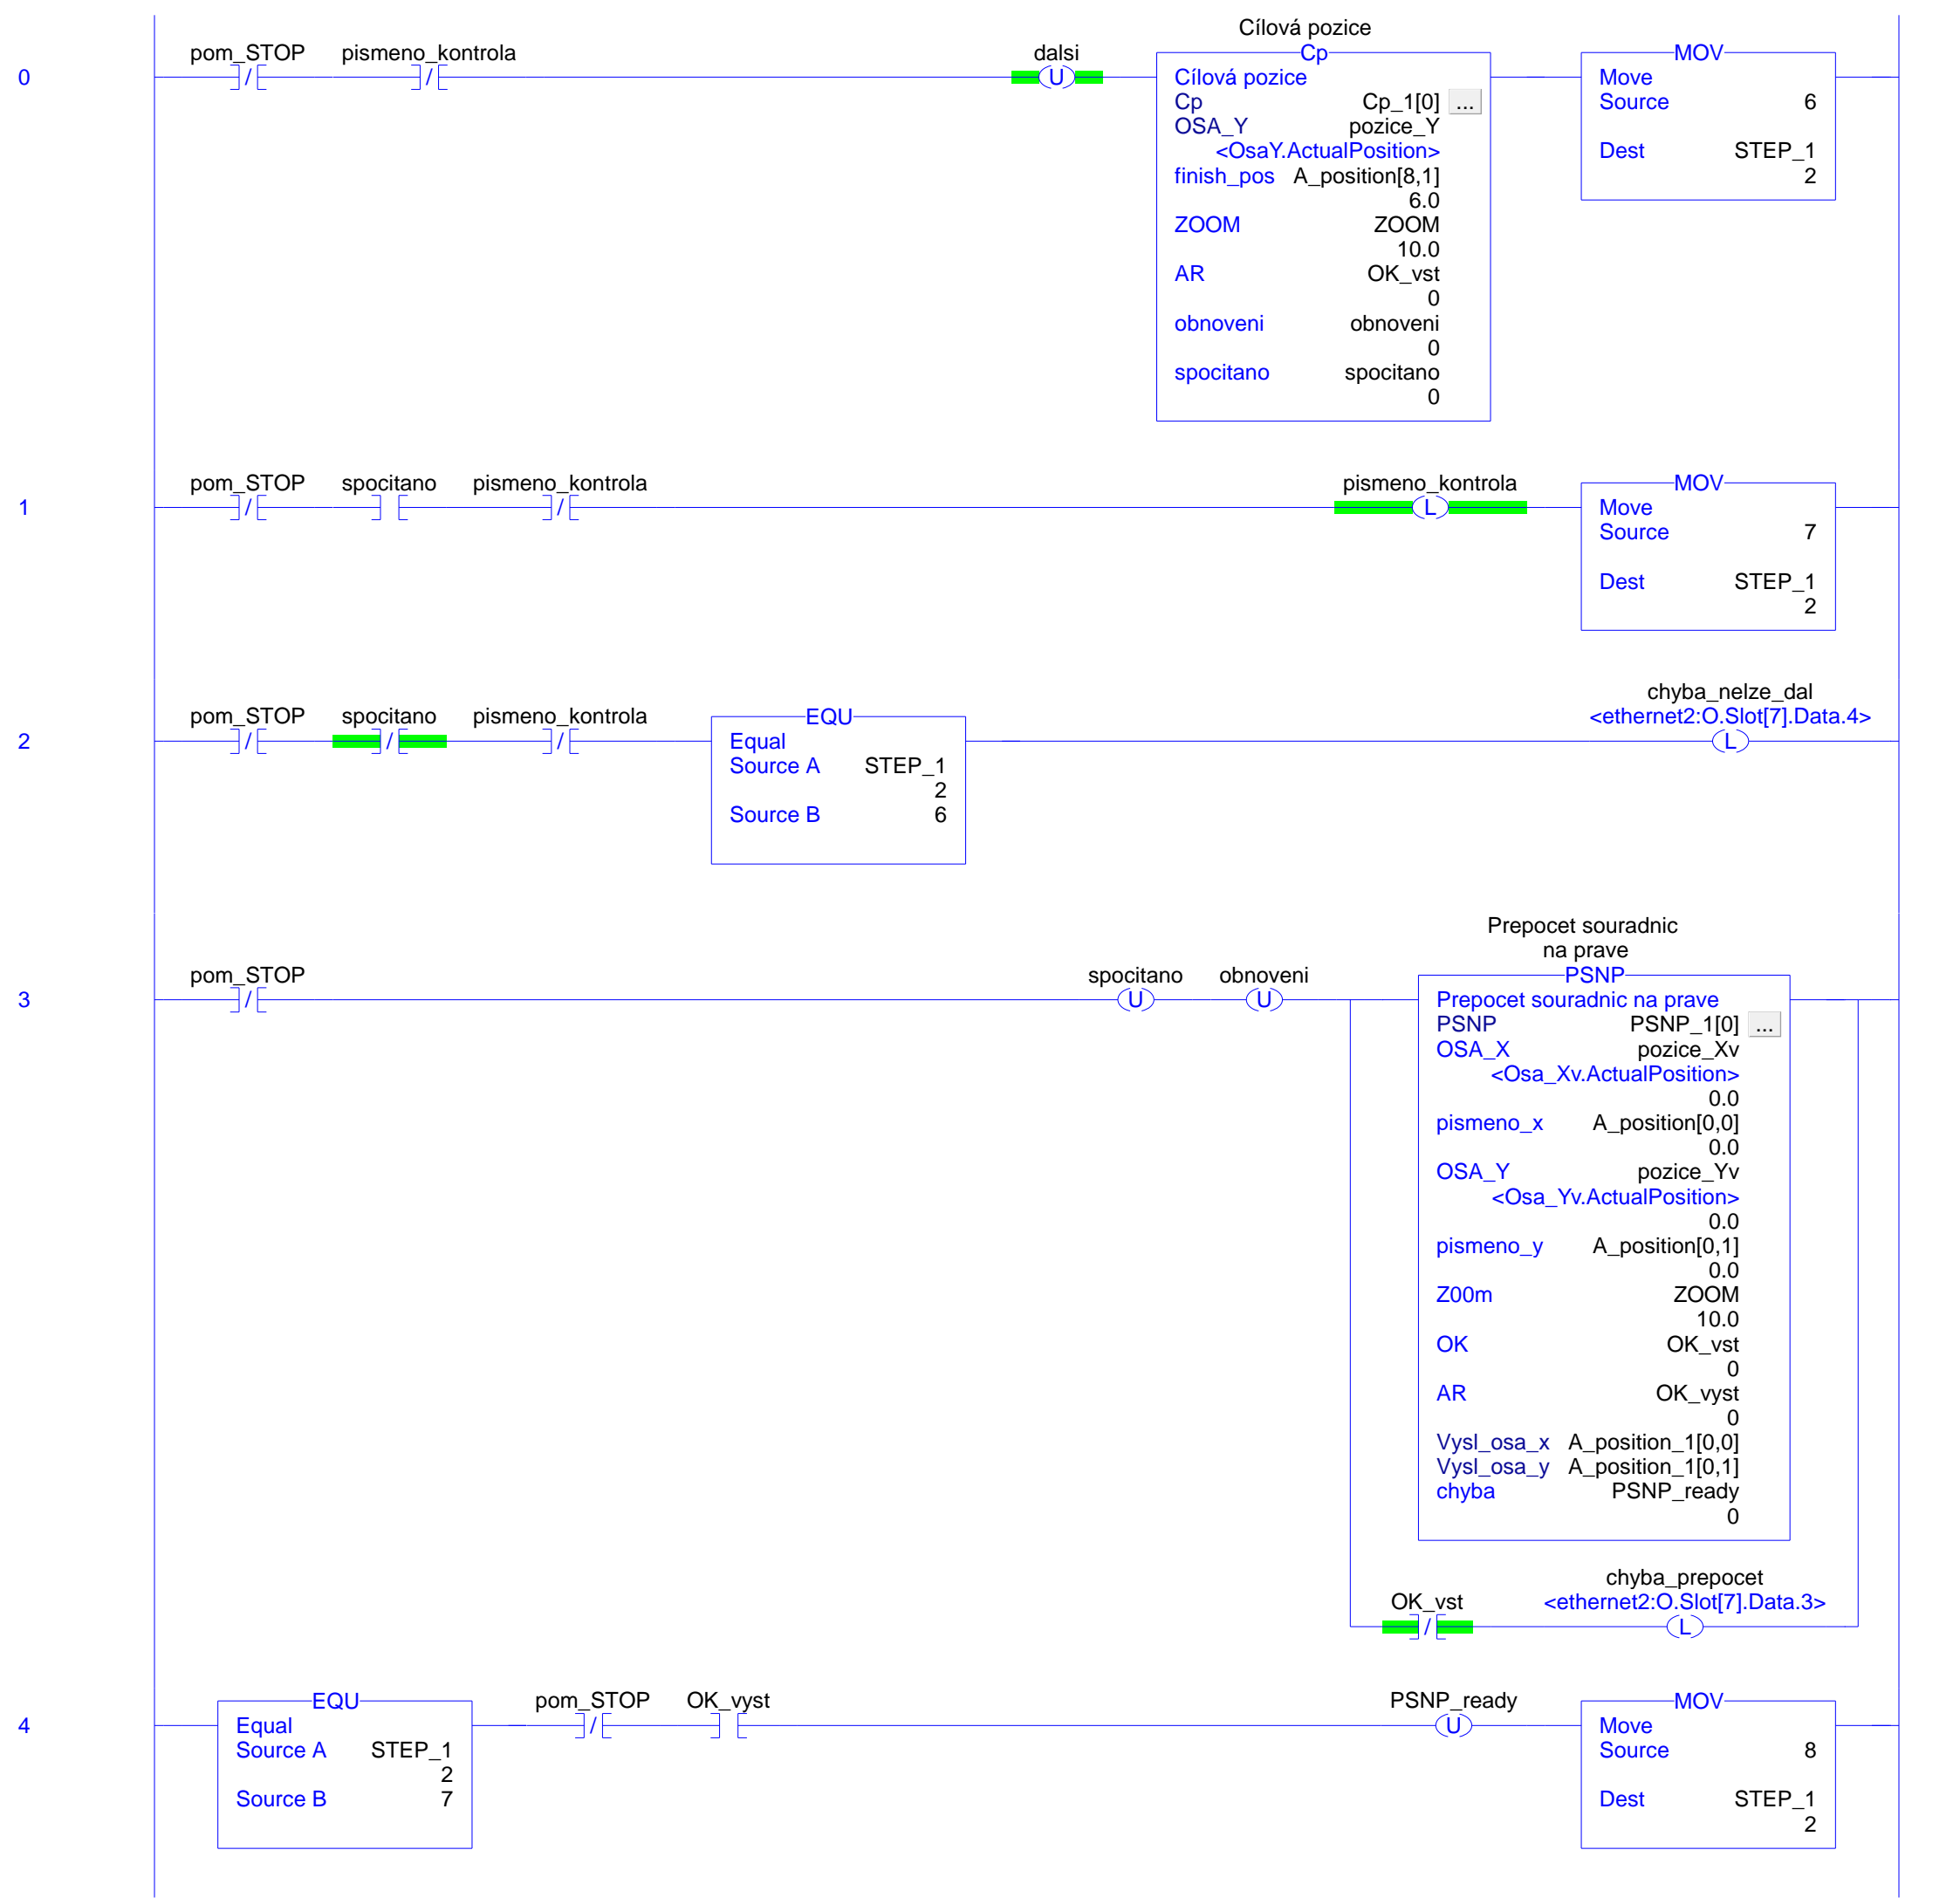 Cílová pozice
0
pom_STOP pismeno_kontrola dalsi Cp MOV
] / [ ] / [ U Cílová pozice Move
Cp Cp_1[0] ... Source 6
OSA_Y pozice_Y
<OsaY.ActualPosition> Dest STEP_1
finish_pos A_position[8,1] 2
6.0
ZOOM ZOOM
10.0
AR OK_vst
0
obnoveni obnoveni
0
spocitano spocitano
0
1
pom_STOP spocitano pismeno_kontrola pismeno_kontrola MOV
] / [ ] [ ] / [ L Move
Source 7
Dest STEP_1
2
chyba_nelze_dal
2
pom_STOP spocitano pismeno_kontrola EQU <ethernet2:O.Slot[7].Data.4>
] / [ ] / [ ] / [ Equal L
Source A STEP_1
2
Source B 6
Prepocet souradnic
na prave
3
pom_STOP spocitano obnoveni PSNP
] / [ U U Prepocet souradnic na prave
PSNP PSNP_1[0] ...
OSA_X pozice_Xv
<Osa_Xv.ActualPosition>
0.0
pismeno_x A_position[0,0]
0.0
OSA_Y pozice_Yv
<Osa_Yv.ActualPosition>
0.0
pismeno_y A_position[0,1]
0.0
Z00m ZOOM
10.0
OK OK_vst
0
AR OK_vyst
0
Vysl_osa_x A_position_1[0,0]
Vysl_osa_y A_position_1[0,1]
chyba PSNP_ready
0
chyba_prepocet
OK_vst <ethernet2:O.Slot[7].Data.3>
] / [ L
4
EQU pom_STOP OK_vyst PSNP_ready MOV
Equal ] / [ ] [ U Move
Source A STEP_1 Source 8
2
Source B 7 Dest STEP_1
2